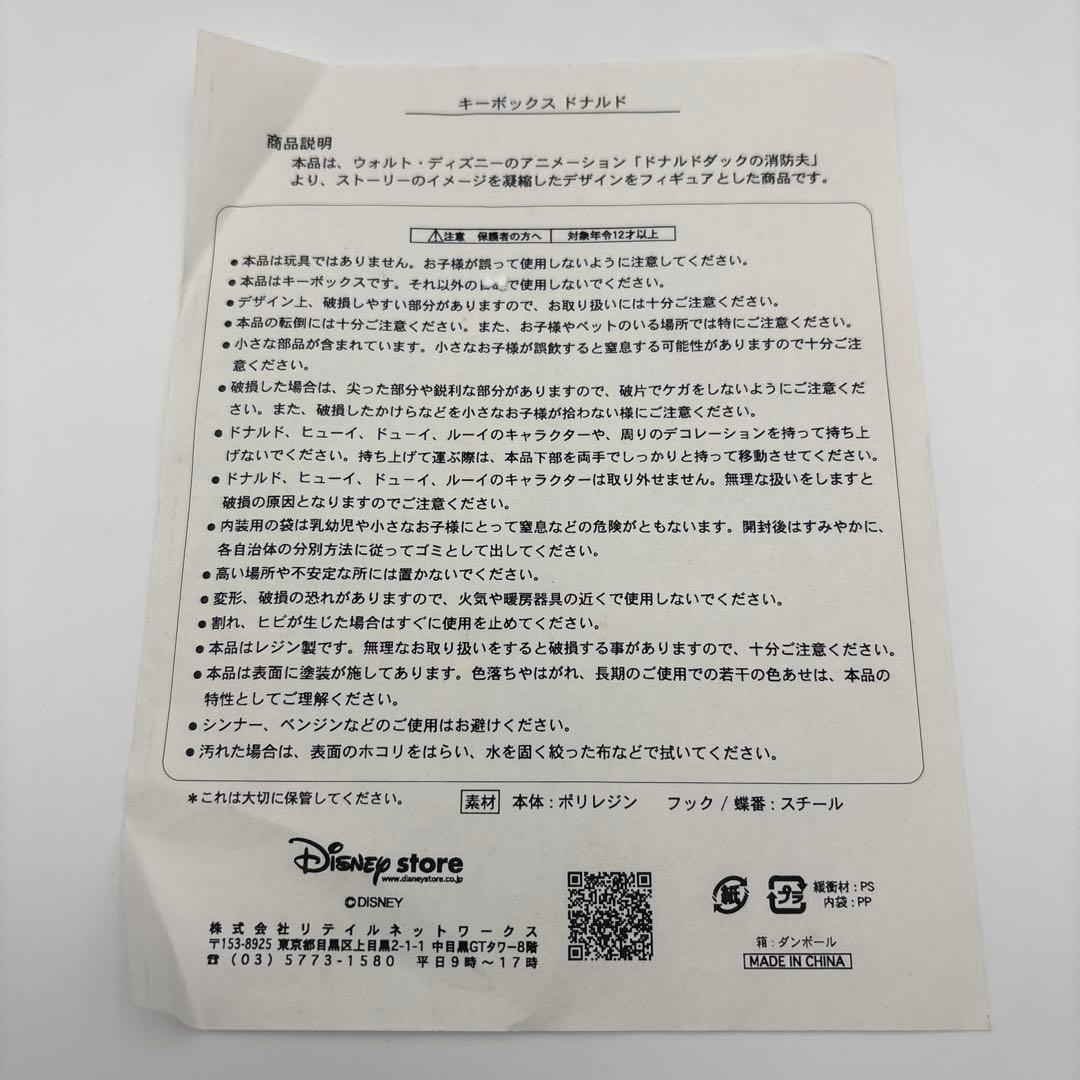 キーボックス ドナルド
商品説明
本品は、ウォルト・ディズニーのアニメーション「ドナルドダックの消防夫」
より、ストーリーのイメージを凝縮したデザインをフィギュアとした商品です。
⚠注意 保護者の方へ 対象年令12才以上
●本品は玩具ではありません。お子様が誤って使用しないように注意してください。
●本品はキーボックスです。それ以外の で使用しないでください。
●デザイン上、破損しやすい部分がありますので、お取り扱いには十分ご注意ください。
●本品の転倒には十分ご注意ください。また、お子様やペットのいる場所では特にご注意ください。
●小さな部品が含まれています。小さなお子様が誤飲すると窒息する可能性がありますので十分ご注
意ください。
●破損した場合は、尖った部分や鋭利な部分がありますので、破片でケガをしないようにご注意くだ
さい。また、破損したかけらなどを小さなお子様が拾わない様にご注意ください。
●ドナルド、ヒューイ、デューイ、ルーイのキャラクターや、周りのデコレーションを持って持ち上
げないでください。持ち上げて運ぶ際は、本品下部を両手でしっかりと持って移動させてください。
●ドナルド、ヒューイ、デューイ、ルーイのキャラクターは取り外せません。無理な扱いをしますと
破損の原因となりますのでご注意ください。
●内装用の袋は乳幼児や小さなお子様にとって窒息などの危険がともないます。開封後はすみやかに、
各自治体の分別方法に従ってゴミとして出してください。
●高い場所や不安定な所には置かないでください。
●変形、破損の恐れがありますので、火気や暖房器具の近くで使用しないでください。
●割れ、ヒビが生じた場合はすぐに使用を止めてください。
●本品はレジン製です。無理なお取り扱いをすると破損する事がありますので、十分ご注意ください。
●本品は表面に塗装が施してあります。色落ちやはがれ、長期のご使用での若干の色あせは、本品の
特性としてご理解ください。
●シンナー、ベンジンなどのご使用はお避けください。
●汚れた場合は、表面のホコリをはらい、水を固く絞った布などで拭いてください。
＊これは大切に保管してください。 素材 本体：ポリレジン フック / 蝶番：スチール
Disney store
www.disneystore.co.jp
©DISNEY
株式会社リテイルネットワークス
〒153-8925 東京都目黒区上目黒2-1-1 中目黒GTタワー8階
☎（03）5773-1580 平日9時～17時
紙 プラ 緩衝材：PS
内袋：PP
箱：ダンボール
MADE IN CHINA